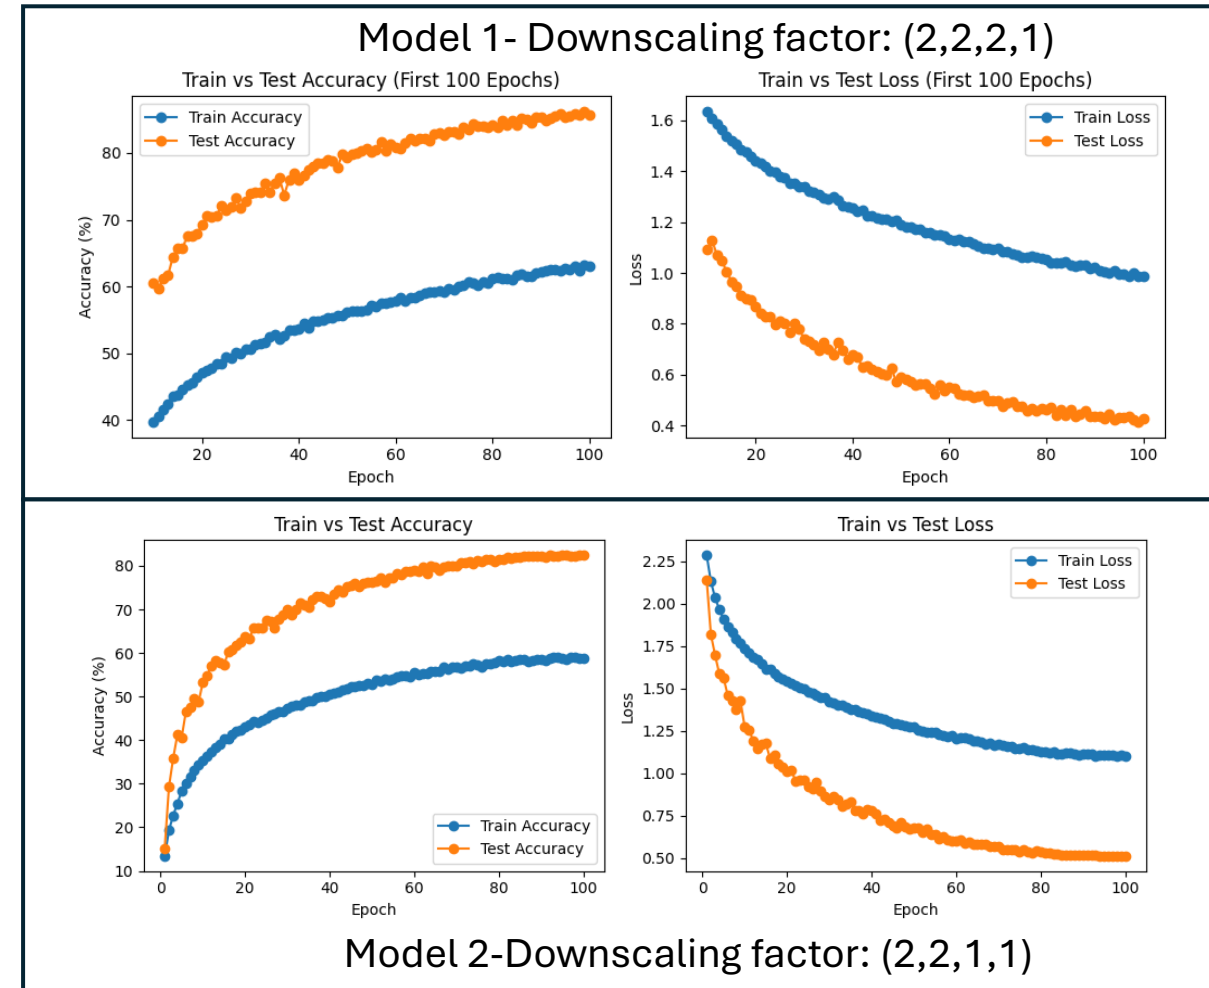 Model 1- Downscaling factor: (2,2,2,1)
Train vs Test Accuracy (First 100 Epochs)
Train Accuracy
Test Accuracy
Accuracy (%)
80
70
60
50
40
20
40
60
80
100
Epoch
Train vs Test Loss (First 100 Epochs)
Train Loss
Test Loss
Loss
1.6
1.4
1.2
1.0
0.8
0.6
0.4
20
40
60
80
100
Epoch
Train vs Test Accuracy
Accuracy (%)
80
70
60
50
40
30
20
10
Train Accuracy
Test Accuracy
0
20
40
60
80
100
Epoch
Train vs Test Loss
Train Loss
Test Loss
Loss
2.25
2.00
1.75
1.50
1.25
1.00
0.75
0.50
0
20
40
60
80
100
Epoch
Model 2-Downscaling factor: (2,2,1,1)